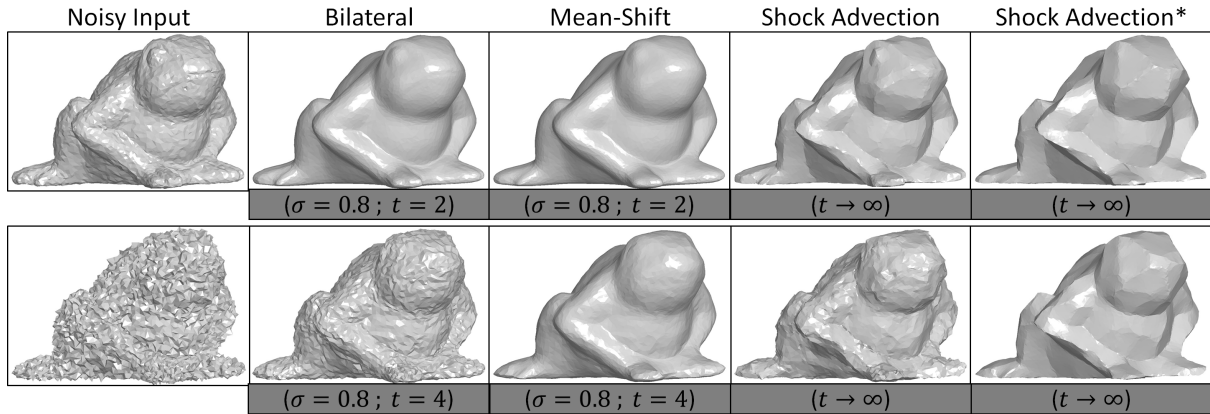 Noisy Input Bilateral Mean-Shift Shock Advection Shock Advection*
(σ = 0.8 ; t = 2) (σ = 0.8 ; t = 2) (t → ∞) (t → ∞)
(σ = 0.8 ; t = 4) (σ = 0.8 ; t = 4) (t → ∞) (t → ∞)